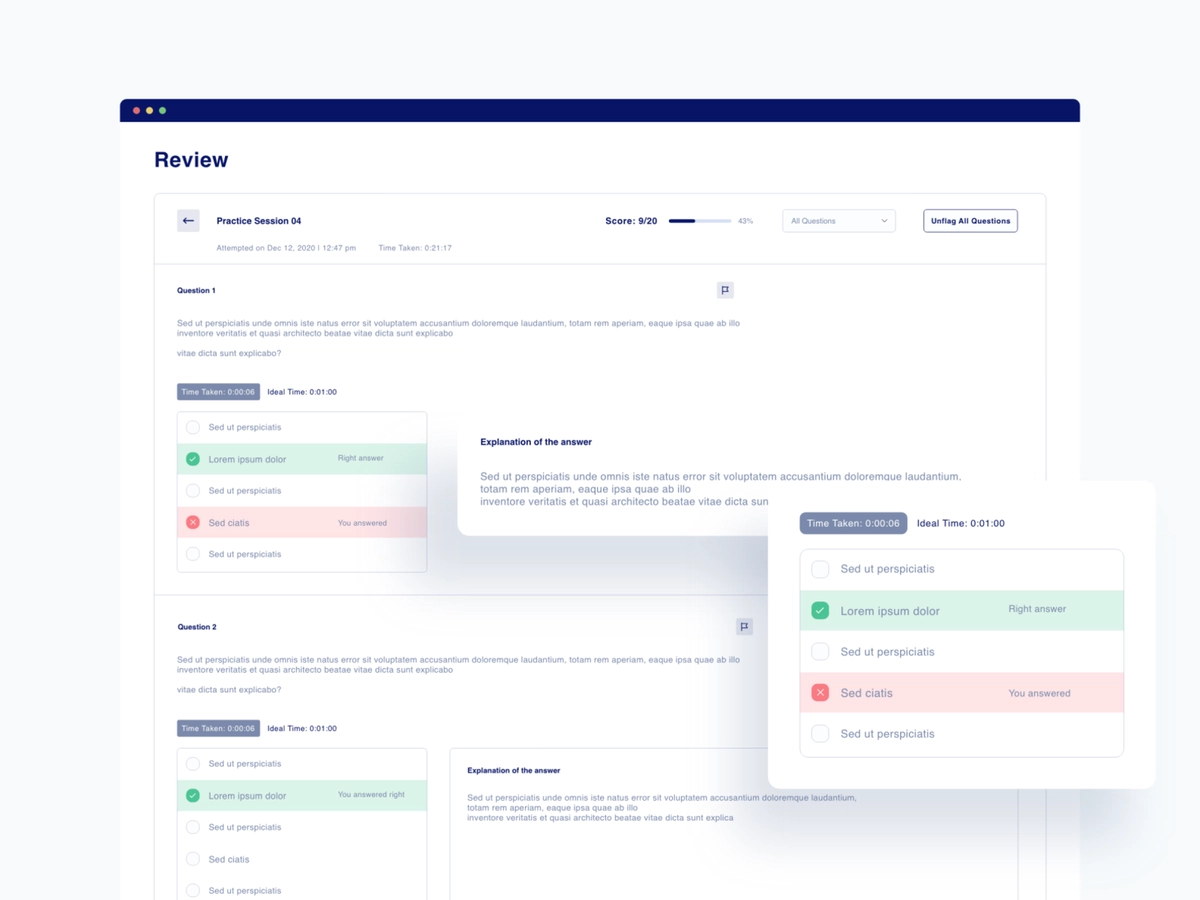 Review
Practice Session 04
Score: 9/20
43%
All Questions
Unflag All Questions
Attempted on Dec 12, 2020 | 12:47 pm
Time Taken: 0:21:17
Question 1
Sed ut perspiciatis unde omnis iste natus error sit voluptatem accusantium doloremque laudantium, totam rem aperiam, eaque ipsa quae ab illo
inventore veritatis et quasi architecto beatae vitae dicta sunt explicabo
vitae dicta sunt explicabo?
Time Taken: 0:00:06
Ideal Time: 0:01:00
Sed ut perspiciatis
Lorem ipsum dolor
Right answer
Sed ut perspiciatis
Sed ciatis
You answered
Sed ut perspiciatis
Explanation of the answer
Sed ut perspiciatis unde omnis iste natus error sit voluptatem accusantium doloremque laudantium,
totam rem aperiam, eaque ipsa quae ab illo
inventore veritatis et quasi architecto beatae vitae dicta sun
Time Taken: 0:00:06
Ideal Time: 0:01:00
Sed ut perspiciatis
Lorem ipsum dolor
Right answer
Sed ut perspiciatis
Sed ciatis
You answered
Sed ut perspiciatis
Question 2
Sed ut perspiciatis unde omnis iste natus error sit voluptatem accusantium doloremque laudantium, totam rem aperiam, eaque ipsa quae ab illo
inventore veritatis et quasi architecto beatae vitae dicta sunt explicabo
vitae dicta sunt explicabo?
Time Taken: 0:00:06
Ideal Time: 0:01:00
Sed ut perspiciatis
Lorem ipsum dolor
You answered right
Sed ut perspiciatis
Sed ciatis
Sed ut perspiciatis
Explanation of the answer
Sed ut perspiciatis unde omnis iste natus error sit voluptatem accusantium doloremque laudantium,
totam rem aperiam, eaque ipsa quae ab illo
inventore veritatis et quasi architecto beatae vitae dicta sunt explica